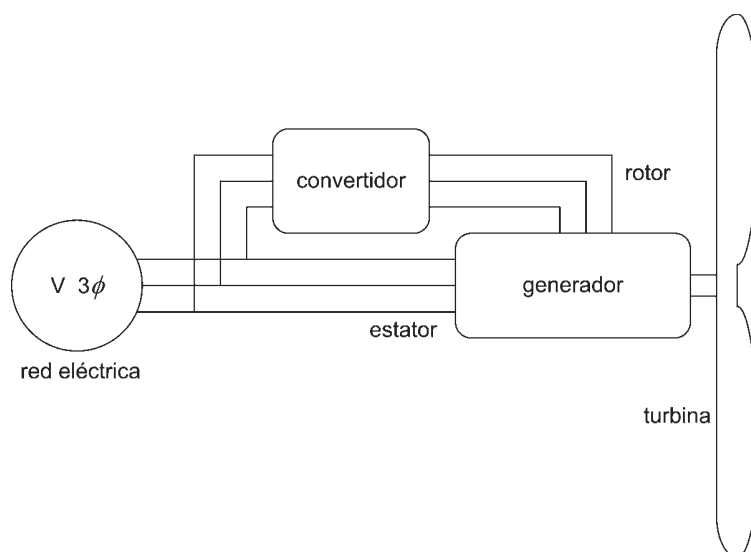 convertidor
rotor
V 3ϕ
generador
estator
red eléctrica
turbina